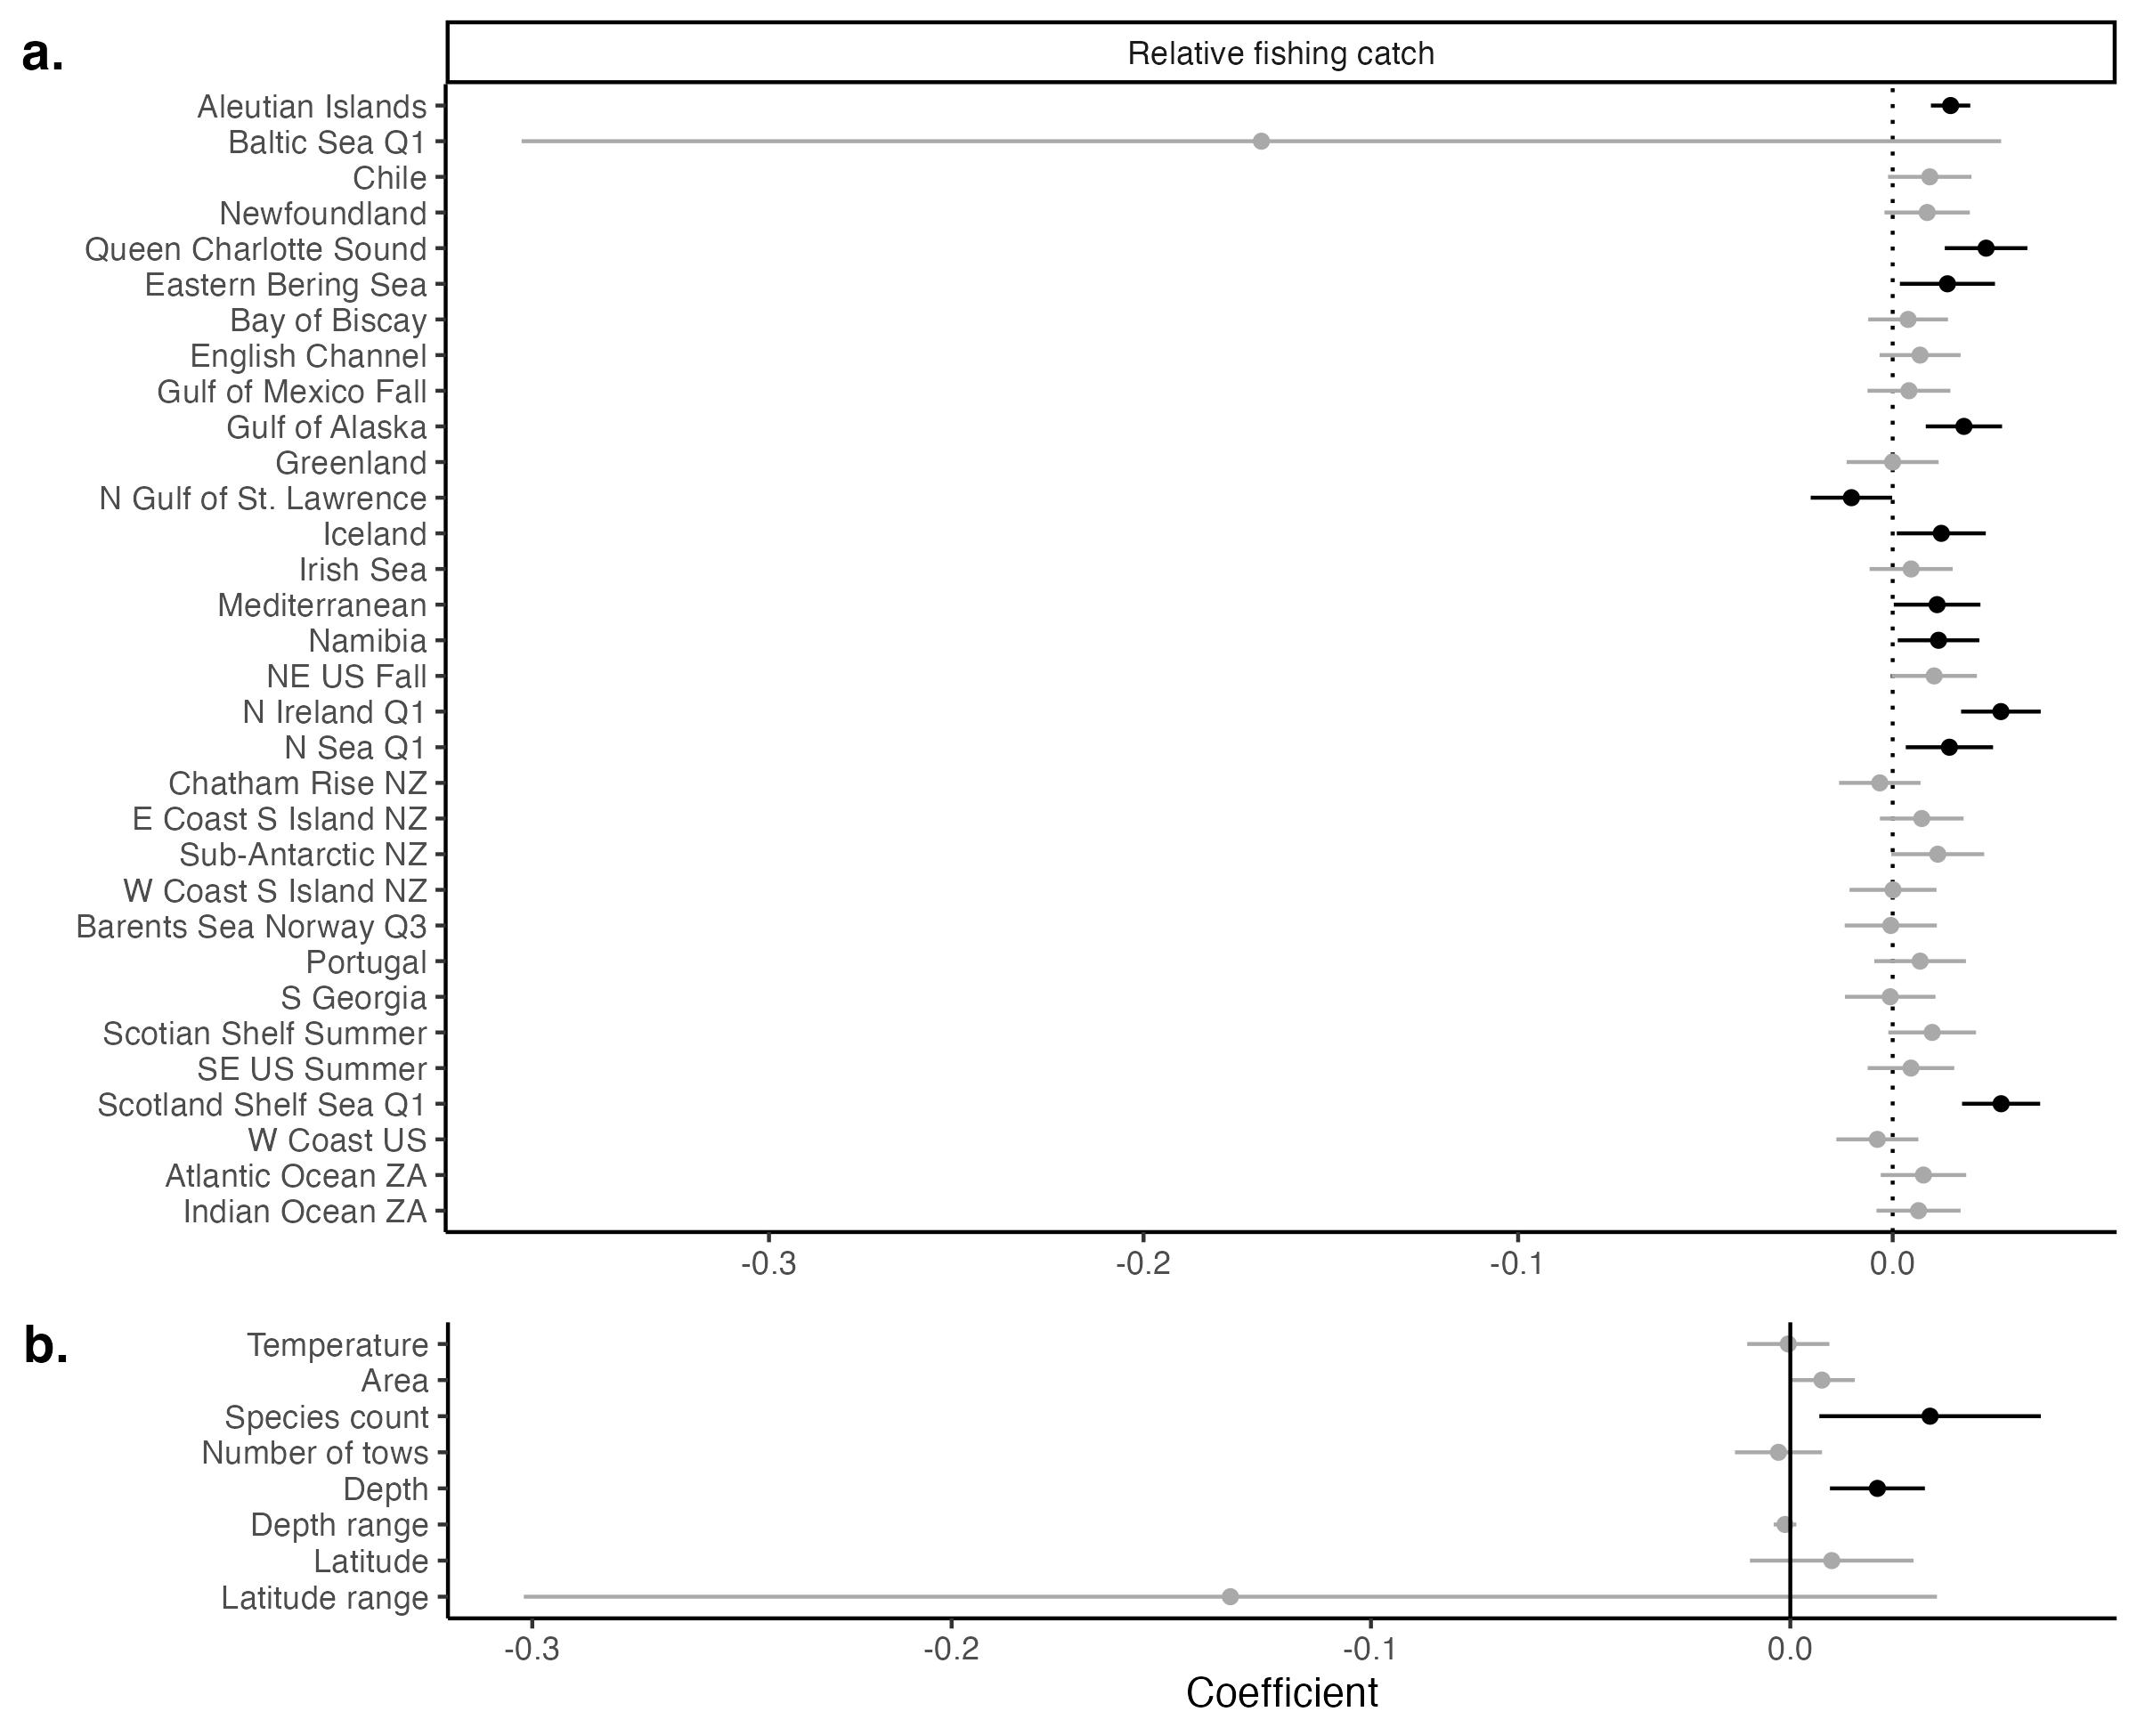 a.
Relative fishing catch
Aleutian Islands
Baltic Sea Q1
Chile
Newfoundland
Queen Charlotte Sound
Eastern Bering Sea
Bay of Biscay
English Channel
Gulf of Mexico Fall
Gulf of Alaska
Greenland
N Gulf of St. Lawrence
Iceland
Irish Sea
Mediterranean
Namibia
NE US Fall
N Ireland Q1
N Sea Q1
Chatham Rise NZ
E Coast S Island NZ
Sub-Antarctic NZ
W Coast S Island NZ
Barents Sea Norway Q3
Portugal
S Georgia
Scotian Shelf Summer
SE US Summer
Scotland Shelf Sea Q1
W Coast US
Atlantic Ocean ZA
Indian Ocean ZA
-0.3 -0.2 -0.1 0.0
b.
Temperature
Area
Species count
Number of tows
Depth
Depth range
Latitude
Latitude range
-0.3 -0.2 -0.1 0.0
Coefficient